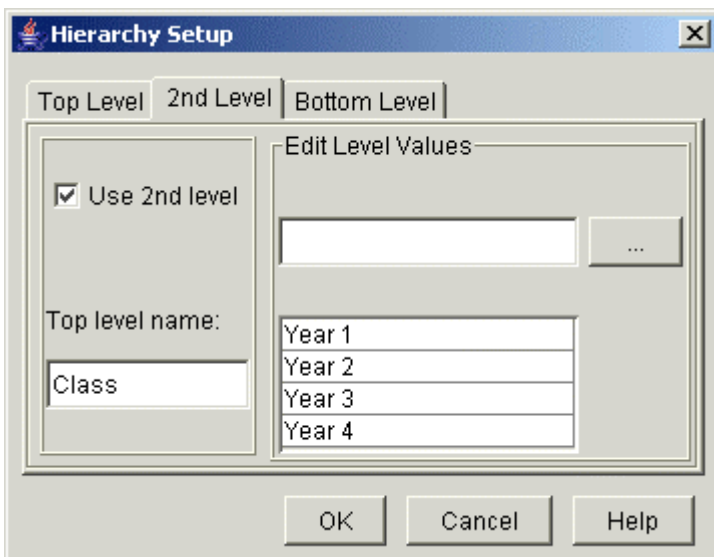 Hierarchy Setup
Top Level 2nd Level Bottom Level
Edit Level Values
Use 2nd level
...
Top level name:
Class
Year 1
Year 2
Year 3
Year 4
OK Cancel Help